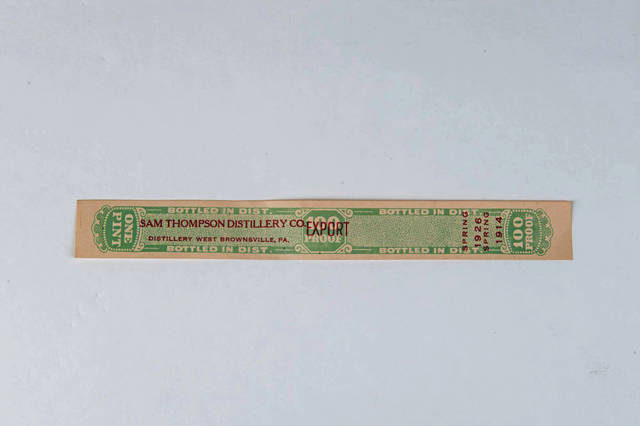 ONE
PINT
BOTTLED IN DIST.
SAM THOMPSON DISTILLERY CO.
DISTILLERY WEST BROWNSVILLE, PA.
BOTTLED IN DIST.
100
PROOF
EXPORT
BOTTLED IN DIST.
BOTTLED IN DIST.
SPRING
1926
SPRING
1914
100
PROOF